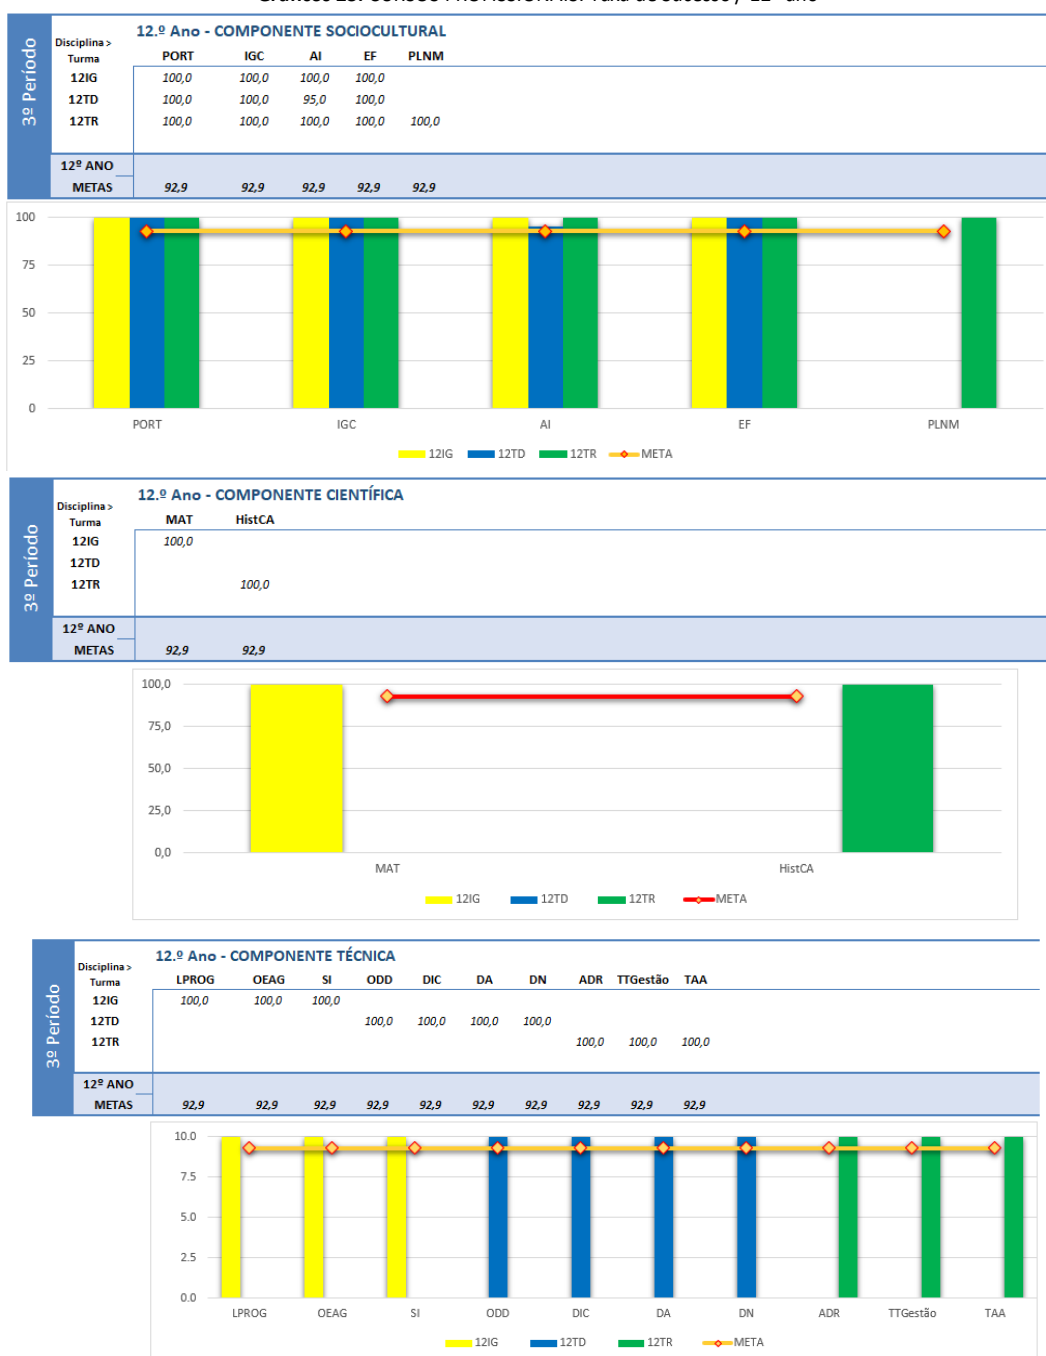 12.º Ano - COMPONENTE SOCIOCULTURAL
Disciplina >
Turma PORT IGC AI EF PLNM
3º Período
12IG 100,0 100,0 100,0 100,0
12TD 100,0 100,0 95,0 100,0
12TR 100,0 100,0 100,0 100,0 100,0
12º ANO
METAS 92,9 92,9 92,9 92,9 92,9
100
75
50
25
0
PORT IGC AI EF PLNM
12IG 12TD 12TR META
12.º Ano - COMPONENTE CIENTÍFICA
Disciplina >
Turma MAT HistCA
3º Período
12IG 100,0
12TD
12TR 100,0
12º ANO
METAS 92,9 92,9
100,0
75,0
50,0
25,0
0,0
MAT HistCA
12IG 12TD 12TR META
12.º Ano - COMPONENTE TÉCNICA
Disciplina >
Turma LPROG OEAG SI ODD DIC DA DN ADR TTGestão TAA
3º Período
12IG 100,0 100,0 100,0
12TD 100,0 100,0 100,0 100,0
12TR 100,0 100,0 100,0
12º ANO
METAS 92,9 92,9 92,9 92,9 92,9 92,9 92,9 92,9 92,9 92,9
10.0
7.5
5.0
2.5
0.0
LPROG OEAG SI ODD DIC DA DN ADR TTGestão TAA
12IG 12TD 12TR META